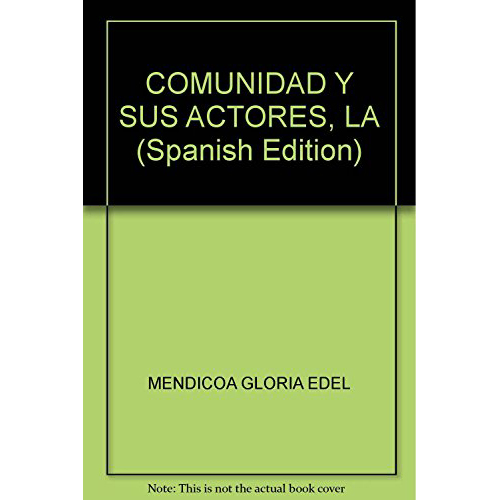 COMUNIDAD Y
SUS ACTORES, LA
(Spanish Edition)
MENDICOA GLORIA EDEL
Note: This is not the actual book cover